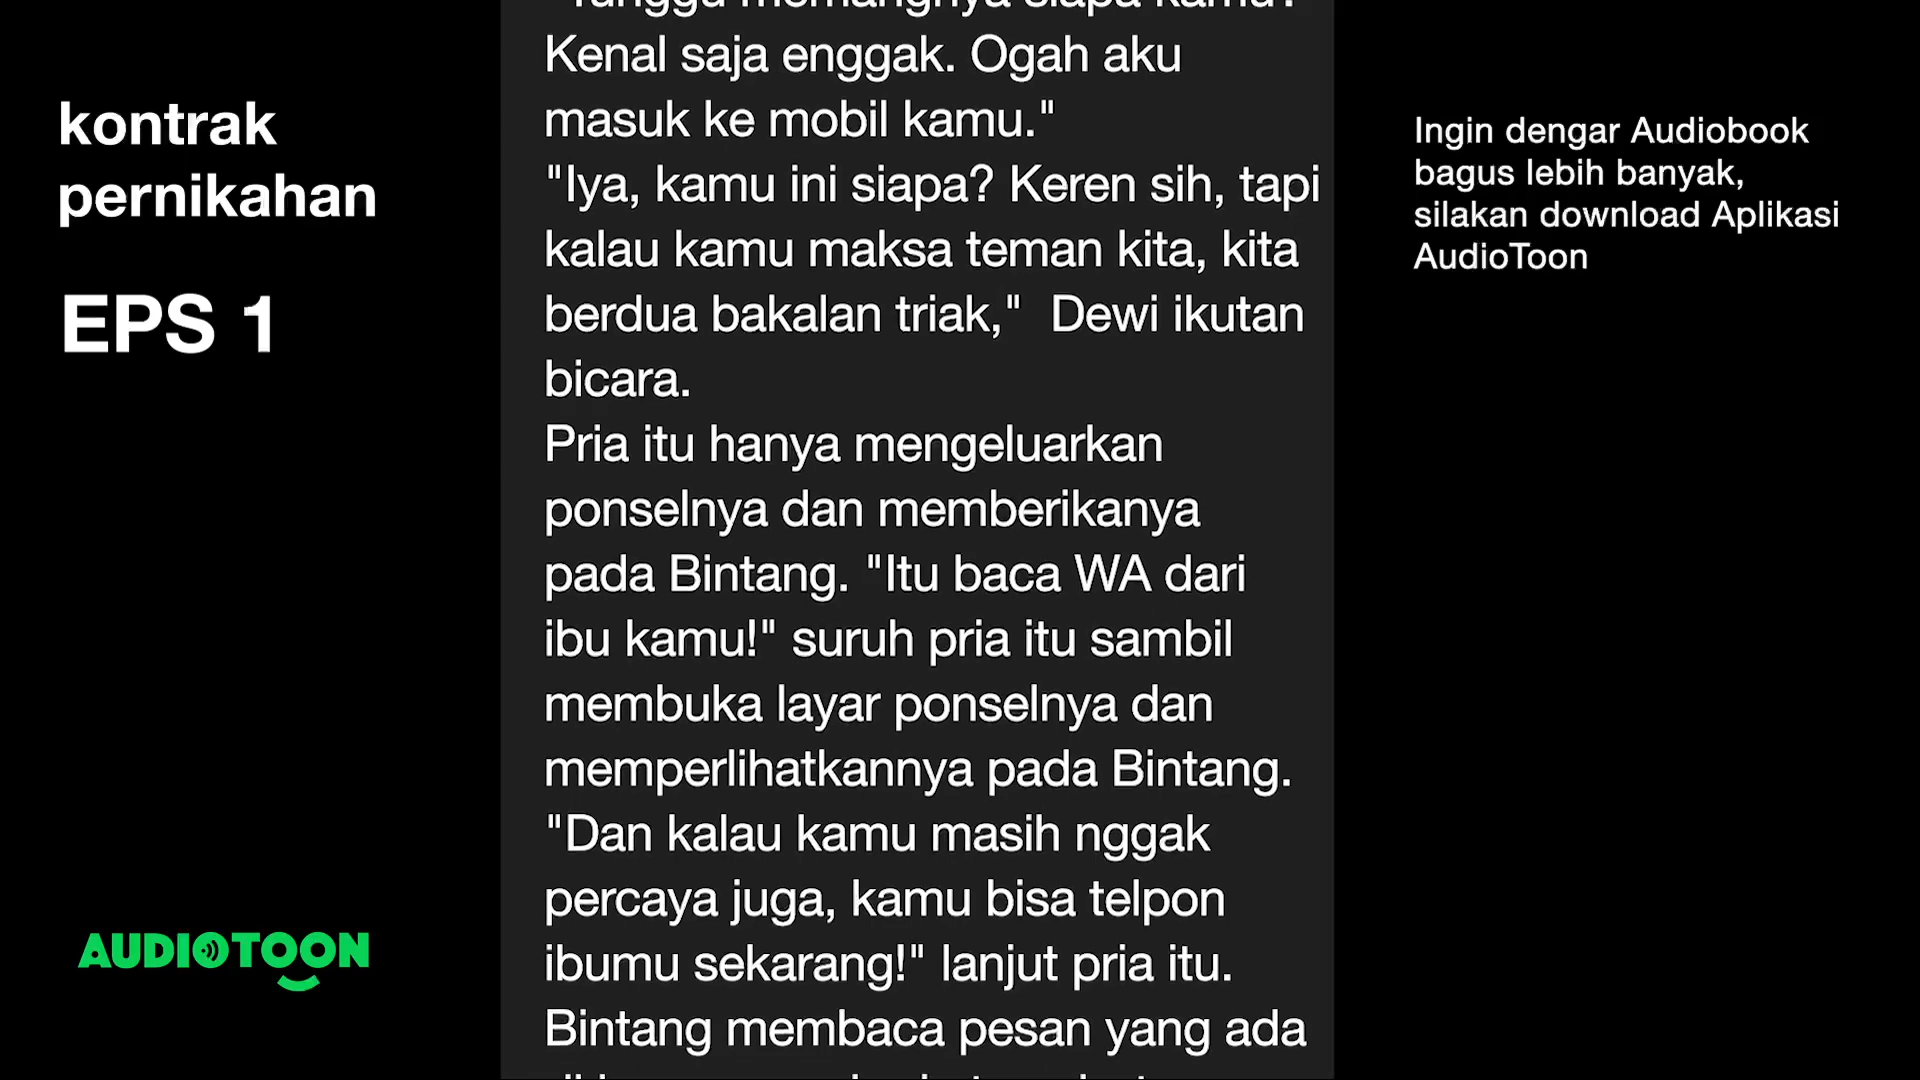 kontrak
pernikahan
EPS 1
AUDIOTOON
"Tunggu memangnya siapa kamu?
Kenal saja enggak. Ogah aku
masuk ke mobil kamu."
"Iya, kamu ini siapa? Keren sih, tapi
kalau kamu maksa teman kita, kita
berdua bakalan triak,"  Dewi ikutan
bicara.
Pria itu hanya mengeluarkan
ponselnya dan memberikanya
pada Bintang. "Itu baca WA dari
ibu kamu!" suruh pria itu sambil
membuka layar ponselnya dan
memperlihatkannya pada Bintang.
"Dan kalau kamu masih nggak
percaya juga, kamu bisa telpon
ibumu sekarang!" lanjut pria itu.
Bintang membaca pesan yang ada
Ingin dengar Audiobook
bagus lebih banyak,
silakan download Aplikasi
AudioToon